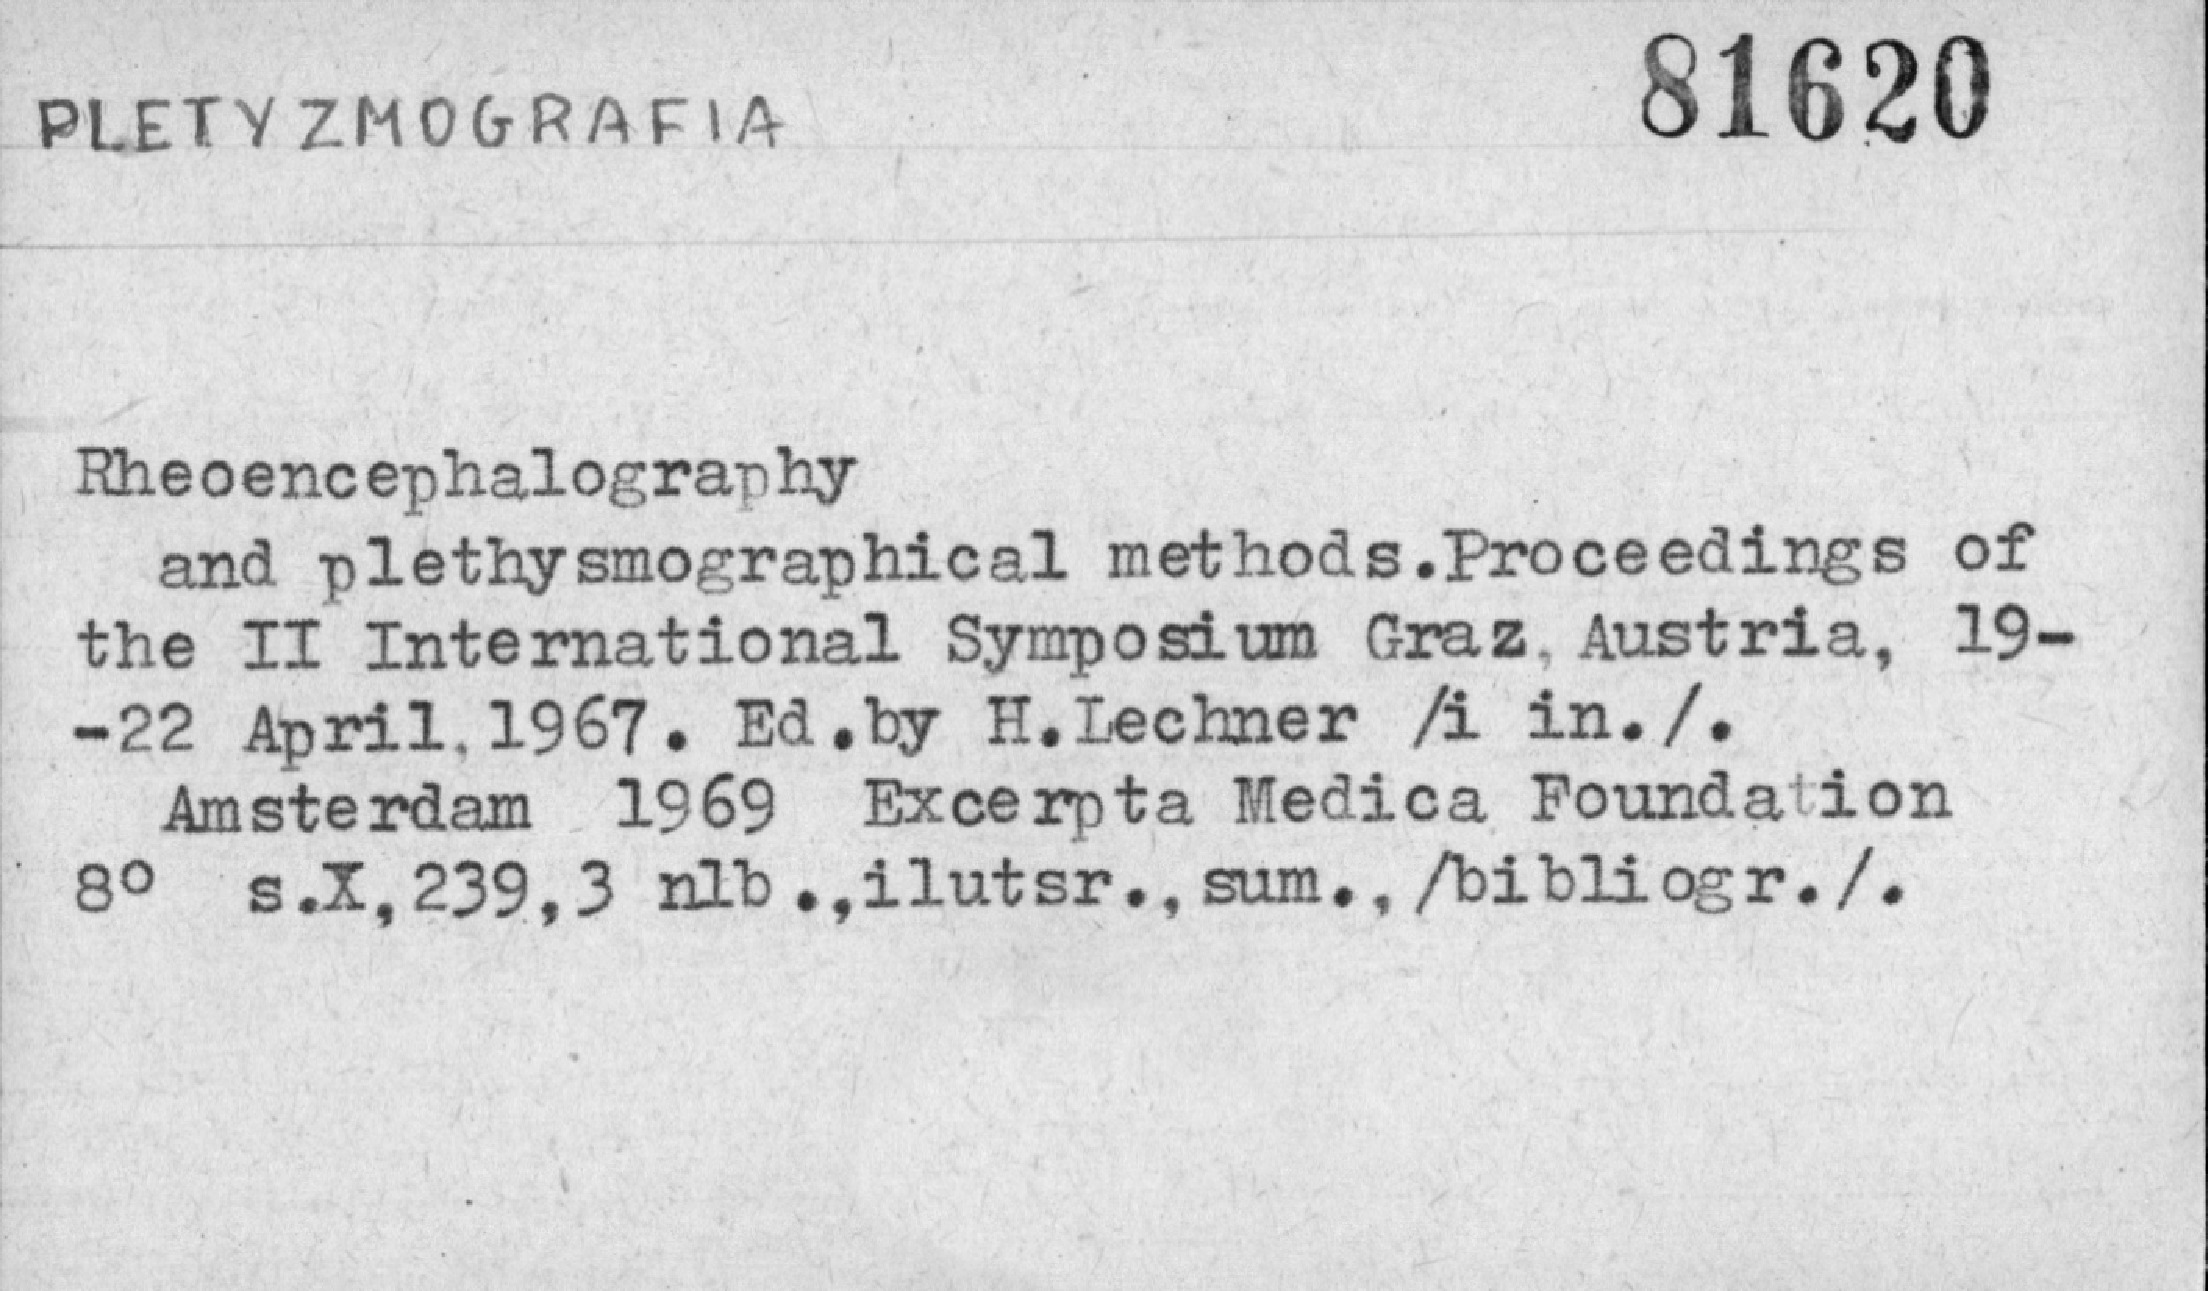 PLETYZMOGRAFIA
81620
Rheoencephalography
and plethysmographical methods.Proceedings of
the II International Symposium Graz, Austria, 19-
-22 April,1967. Ed.by H.Lechner /i in./.
Amsterdam 1969 Excerpta Medica Foundation
8° s.X,239,3 nlb.,ilutsr.,sum.,/bibliogr./.